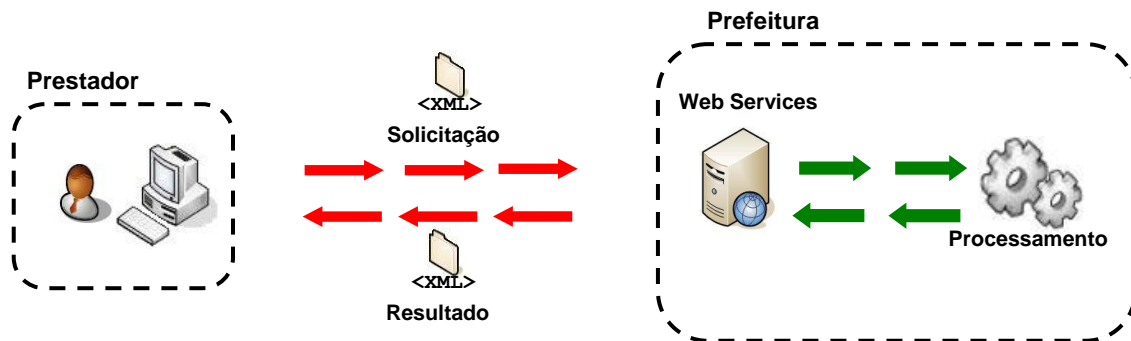 Prefeitura
Prestador
<XML>
Solicitação
Web Services
Processamento
<XML>
Resultado